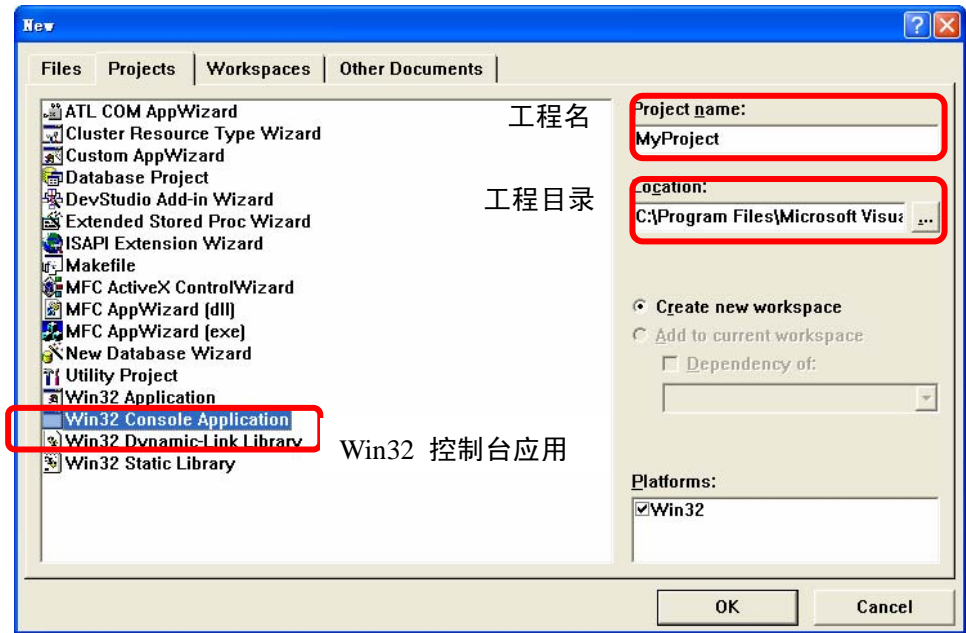 New
Files Projects Workspaces Other Documents
ATL COM AppWizard
Cluster Resource Type Wizard
Custom AppWizard
Database Project
DevStudio Add-in Wizard
Extended Stored Proc Wizard
ISAPI Extension Wizard
Makefile
MFC ActiveX ControlWizard
MFC AppWizard (dll)
MFC AppWizard (exe)
New Database Wizard
Utility Project
Win32 Application
Win32 Console Application
Win32 Dynamic-Link Library
Win32 Static Library
工程名
工程目录
Win32 控制台应用
Project name:
MyProject
Location:
C:\Program Files\Microsoft Visua
...
Create new workspace
Add to current workspace
Dependency of:
Platforms:
Win32
OK Cancel